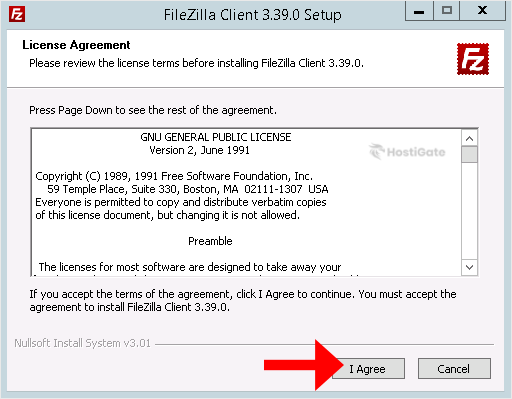 FileZilla Client 3.39.0 Setup
License Agreement
Please review the license terms before installing FileZilla Client 3.39.0.
Press Page Down to see the rest of the agreement.
GNU GENERAL PUBLIC LICENSE
Version 2, June 1991
HostiGate
Copyright (C) 1989, 1991 Free Software Foundation, Inc.
59 Temple Place, Suite 330, Boston, MA 02111-1307 USA
Everyone is permitted to copy and distribute verbatim copies
of this license document, but changing it is not allowed.
Preamble
The licenses for most software are designed to take away your
If you accept the terms of the agreement, click I Agree to continue. You must accept the
agreement to install FileZilla Client 3.39.0.
Nullsoft Install System v3.01
I Agree
Cancel